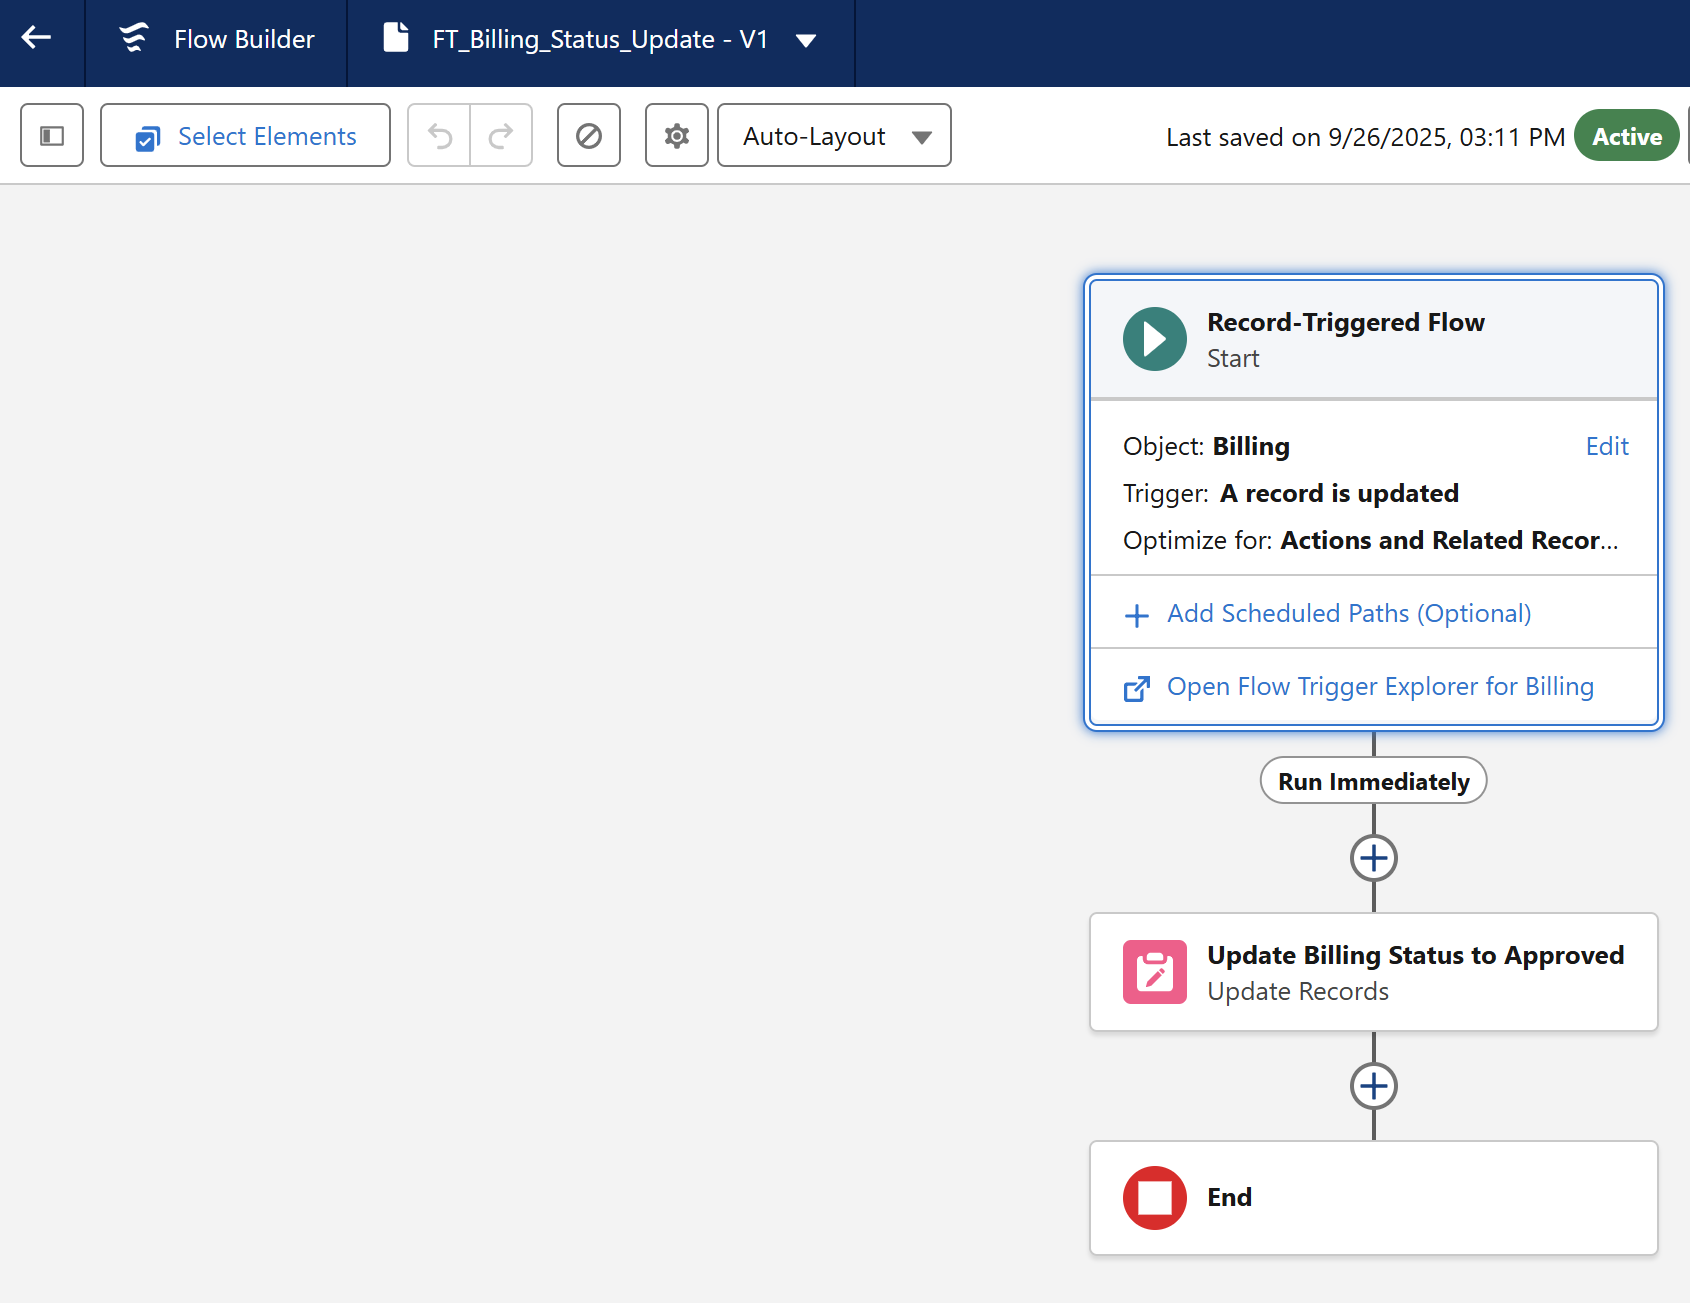 Flow Builder
FT_Billing_Status_Update - V1
Select Elements
Auto-Layout
Last saved on 9/26/2025, 03:11 PM
Active
Record-Triggered Flow
Start
Object: Billing
Edit
Trigger: A record is updated
Optimize for: Actions and Related Recor...
Add Scheduled Paths (Optional)
Open Flow Trigger Explorer for Billing
Run Immediately
Update Billing Status to Approved
Update Records
End